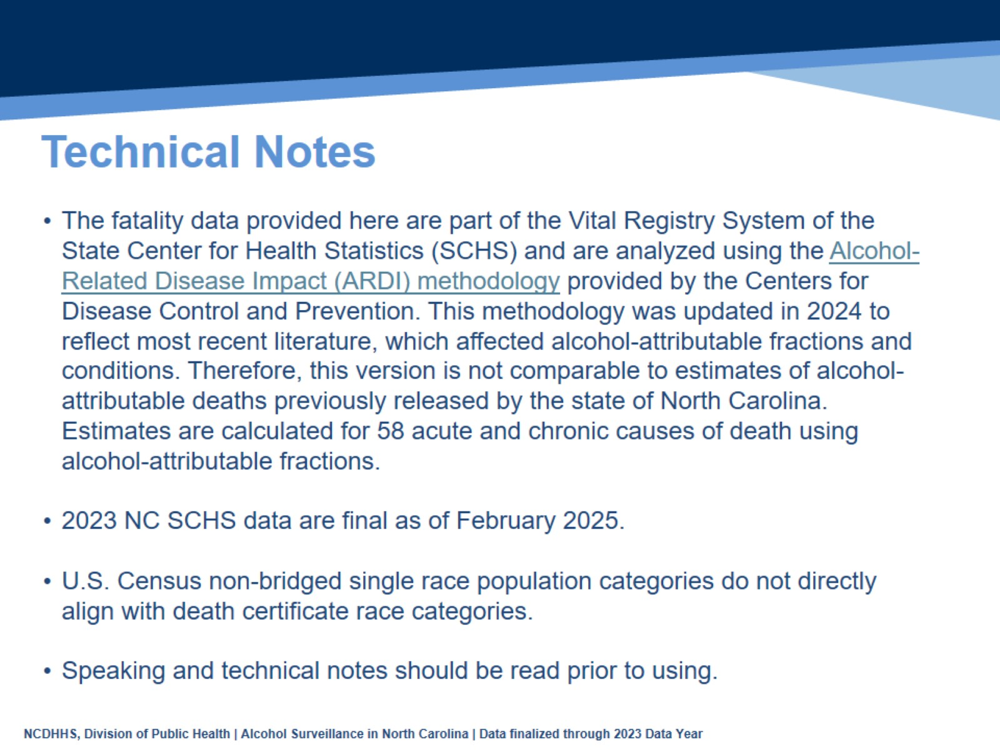 Technical Notes
• The fatality data provided here are part of the Vital Registry System of the
State Center for Health Statistics (SCHS) and are analyzed using the Alcohol-
Related Disease Impact (ARDI) methodology provided by the Centers for
Disease Control and Prevention. This methodology was updated in 2024 to
reflect most recent literature, which affected alcohol-attributable fractions and
conditions. Therefore, this version is not comparable to estimates of alcohol-
attributable deaths previously released by the state of North Carolina.
Estimates are calculated for 58 acute and chronic causes of death using
alcohol-attributable fractions.
• 2023 NC SCHS data are final as of February 2025.
• U.S. Census non-bridged single race population categories do not directly
align with death certificate race categories.
• Speaking and technical notes should be read prior to using.
NCDHHS, Division of Public Health | Alcohol Surveillance in North Carolina | Data finalized through 2023 Data Year